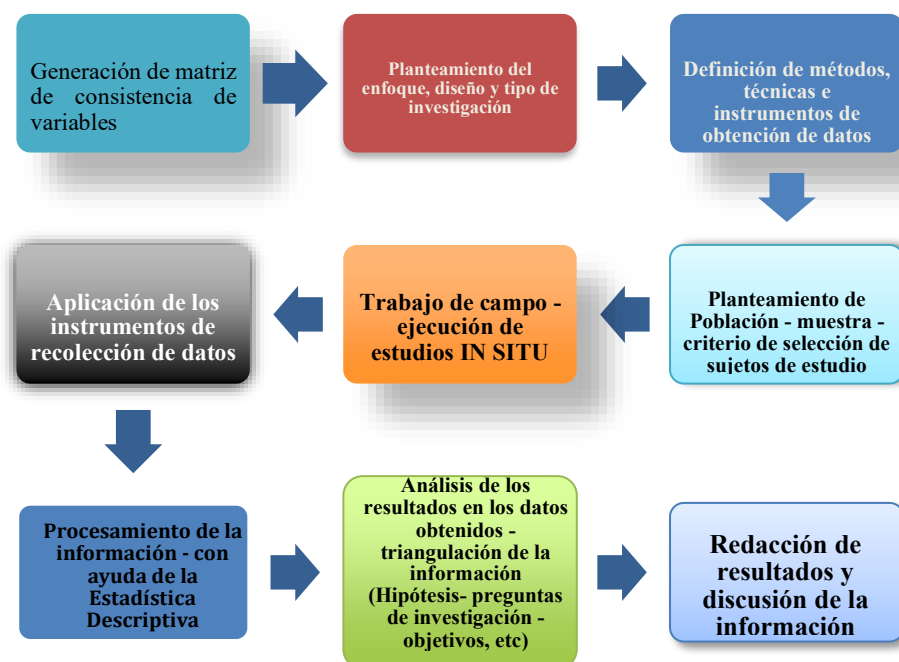 Generación de matriz
de consistencia de
variables
Planteamiento del
enfoque, diseño y tipo de
investigación
Definición de métodos,
técnicas e
instrumentos de
obtención de datos
Planteamiento de
Población - muestra -
criterio de selección de
sujetos de estudio
Trabajo de campo -
ejecución de
estudios IN SITU
Aplicación de los
instrumentos de
recolección de datos
Procesamiento de la
información - con
ayuda de la
Estadística
Descriptiva
Análisis de los
resultados en los datos
obtenidos -
triangulación de la
información
(Hipótesis- preguntas
de investigación -
objetivos, etc)
Redacción de
resultados y
discusión de la
información